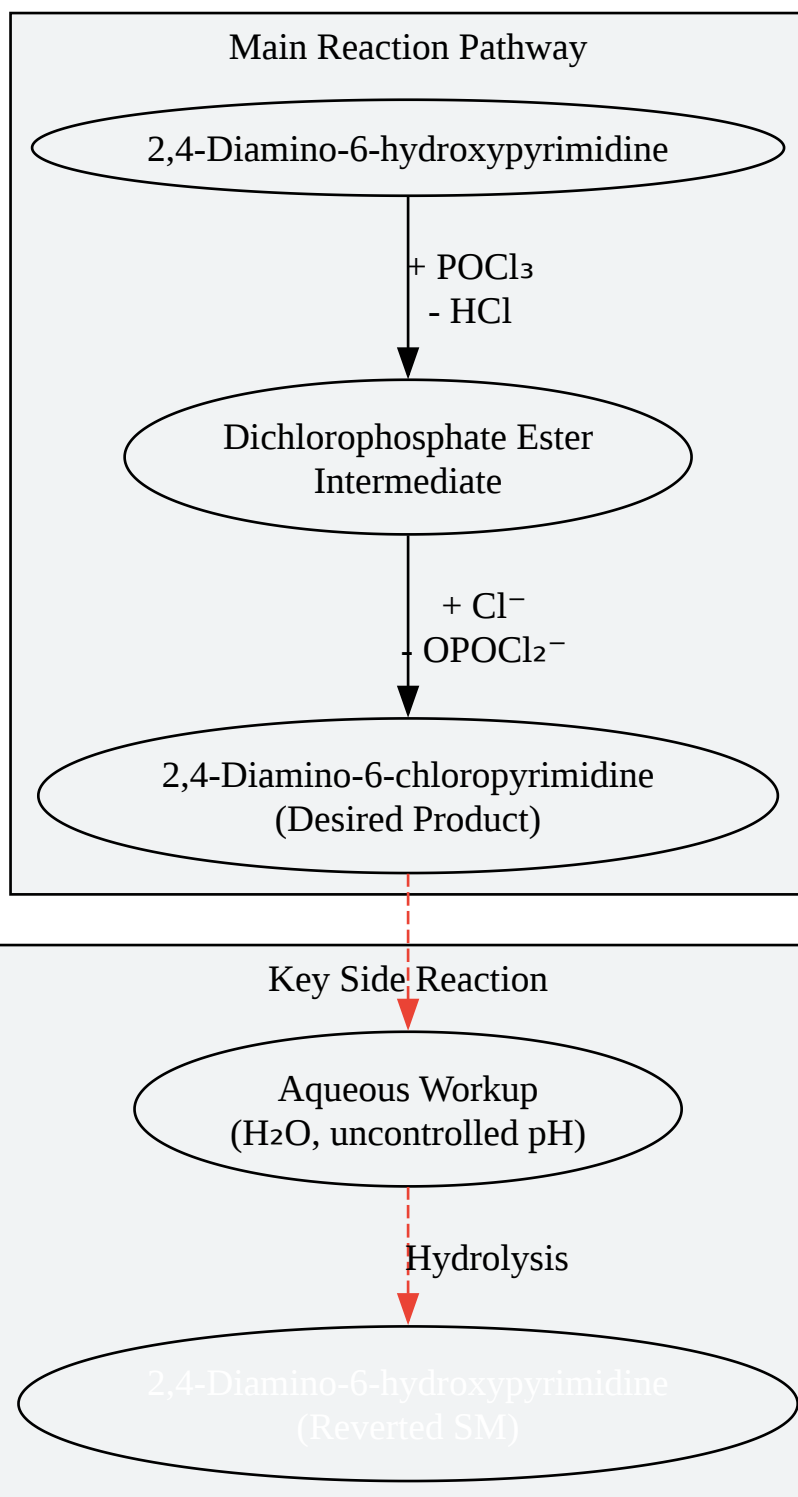 Main Reaction Pathway
2,4-Diamino-6-hydroxypyrimidine
+ POCl₃
- HCl
Dichlorophosphate Ester
Intermediate
+ Cl⁻
- OPOCl₂⁻
2,4-Diamino-6-chloropyrimidine
(Desired Product)
Key Side Reaction
Aqueous Workup
(H₂O, uncontrolled pH)
Hydrolysis
2,4-Diamino-6-hydroxypyrimidine
(Reverted SM)